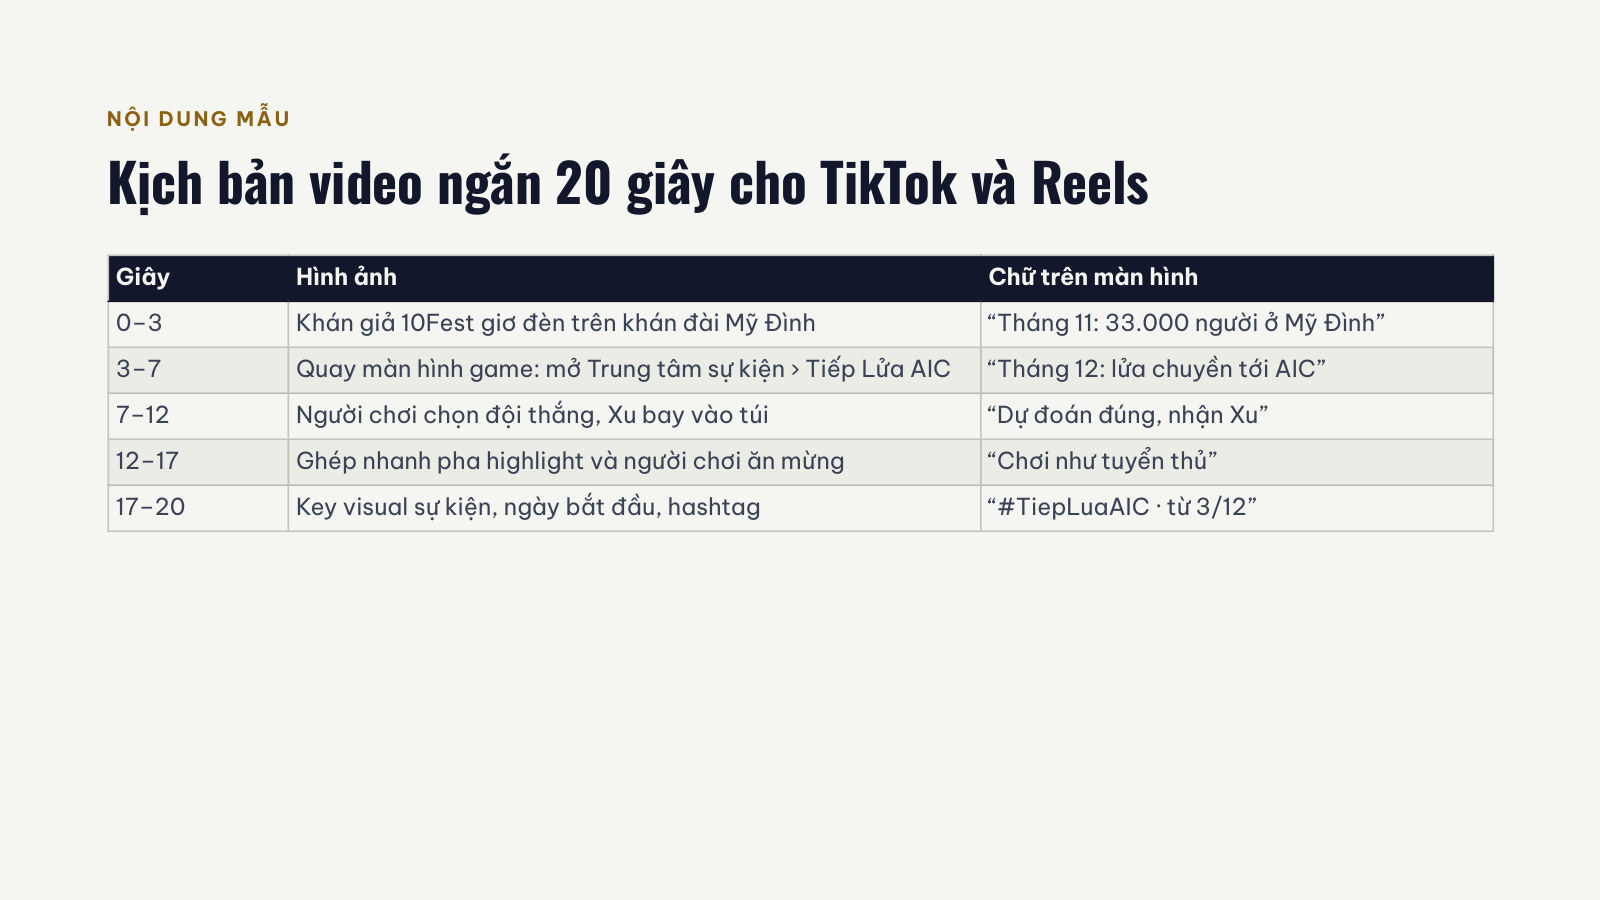 NỘI DUNG MẪU
Kịch bản video ngắn 20 giây cho TikTok và Reels
Giây Hình ảnh Chữ trên màn hình
0–3 Khán giả 10Fest giơ đèn trên khán đài Mỹ Đình “Tháng 11: 33.000 người ở Mỹ Đình”
3–7 Quay màn hình game: mở Trung tâm sự kiện › Tiếp Lửa AIC “Tháng 12: lửa chuyền tới AIC”
7–12 Người chơi chọn đội thắng, Xu bay vào túi “Dự đoán đúng, nhận Xu”
12–17 Ghép nhanh pha highlight và người chơi ăn mừng “Chơi như tuyển thủ”
17–20 Key visual sự kiện, ngày bắt đầu, hashtag “#TiepLuaAIC · từ 3/12”